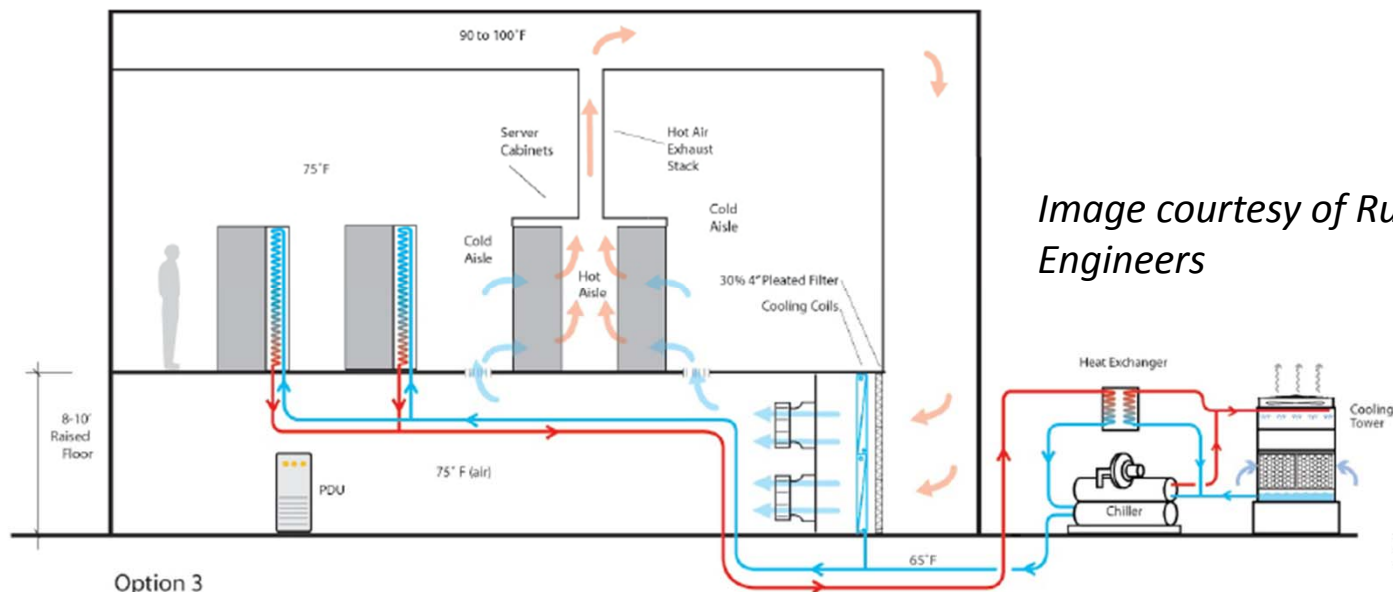 90 to 100˚F
Server
Cabinets
Hot Air
Exhaust
Stack
75˚F
Cold
Aisle
Cold
Aisle
Hot
Aisle
30% 4" Pleated Filter
Cooling Coils
Image courtesy of
Engineers
Heat Exchanger
Cooling
Tower
8-10'
Raised
Floor
PDU
75˚ F (air)
Chiller
65˚F
Option 3